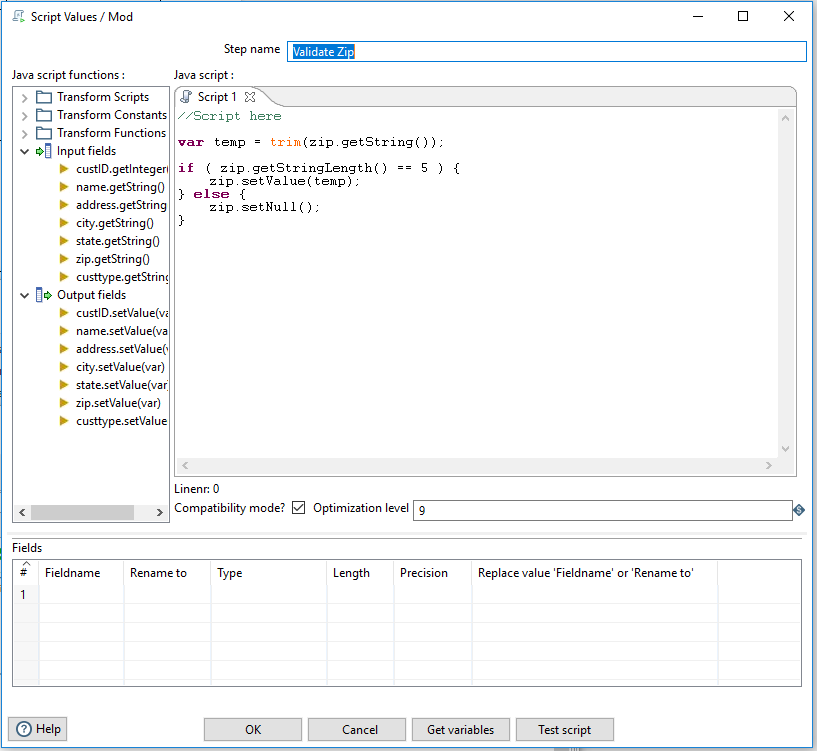 Script Values / Mod
Step name Validate Zip
Java script functions :
Java script :
Transform Scripts
Transform Constants
Transform Functions
Input fields
custID.getInteger(
name.getString()
address.getString
city.getString()
state.getString()
zip.getString()
custtype.getString
Output fields
custID.setValue(va
name.setValue(va
address.setValue(v
city.setValue(var)
state.setValue(var
zip.setValue(var)
custtype.setValue
Script 1
//Script here
var temp = trim(zip.getString());
if ( zip.getStringLength() == 5 ) {
zip.setValue(temp);
} else {
zip.setNull();
}
Linenr: 0
Compatibility mode? Optimization level 9
Fields
# Fieldname Rename to Type Length Precision Replace value 'Fieldname' or 'Rename to'
1
Help OK Cancel Get variables Test script